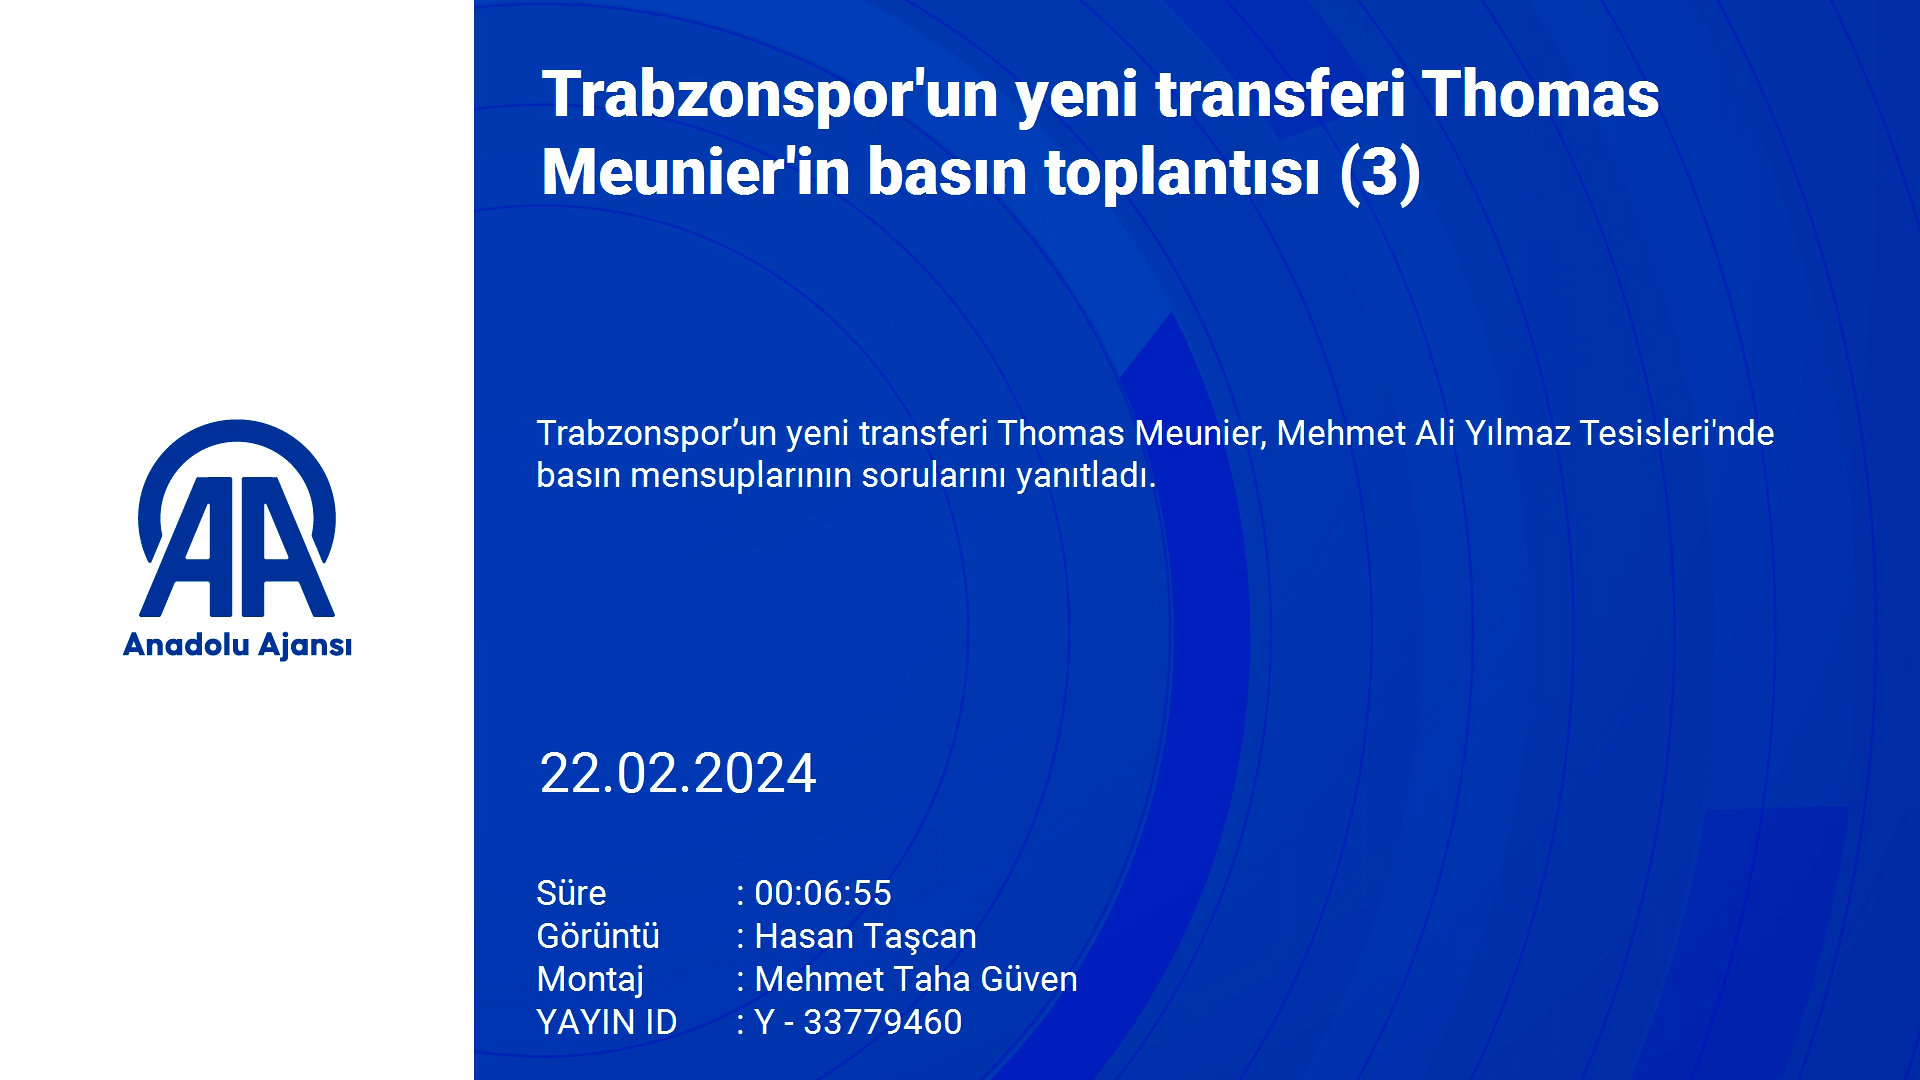 Trabzonspor'un yeni transferi Thomas
Meunier'in basın toplantısı (3)
Trabzonspor’un yeni transferi Thomas Meunier, Mehmet Ali Yılmaz Tesisleri'nde
basın mensuplarının sorularını yanıtladı.
AA
Anadolu Ajansı
22.02.2024
Süre : 00:06:55
Görüntü : Hasan Taşcan
Montaj : Mehmet Taha Güven
YAYIN ID : Y - 33779460